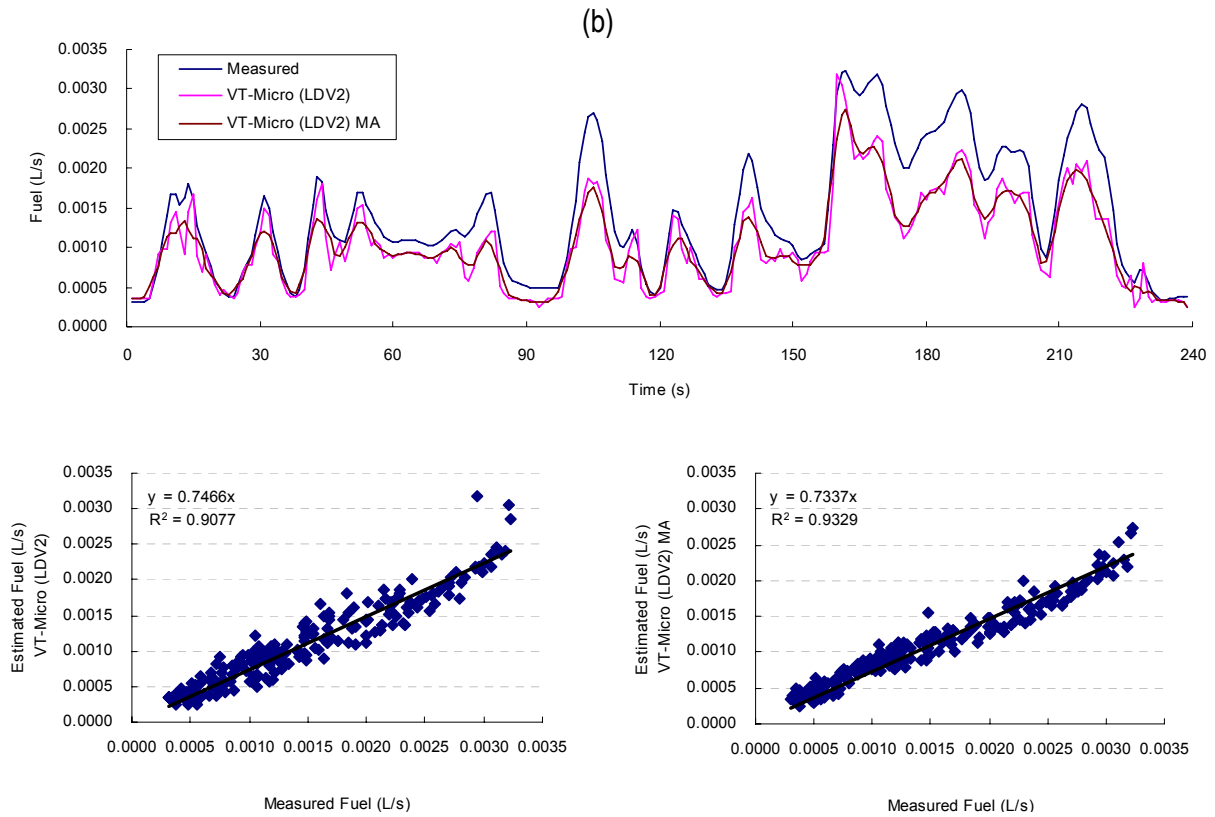 (b)
0.0035
0.0030
0.0025
0.0020
0.0015
0.0010
0.0005
0.0000
Fuel (L/s)
Measured
VT-Micro (LDV2)
VT-Micro (LDV2) MA
0 30 60 90 120 150 180 210 240
Time (s)
0.0035
0.0030
0.0025
0.0020
0.0015
0.0010
0.0005
0.0000
Estimated Fuel (L/s)
VT-Micro (LDV2)
y = 0.7466x
R² = 0.9077
0.0000 0.0005 0.0010 0.0015 0.0020 0.0025 0.0030 0.0035
Measured Fuel (L/s)
0.0035
0.0030
0.0025
0.0020
0.0015
0.0010
0.0005
0.0000
Estimated Fuel (L/s)
VT-Micro (LDV2) MA
y = 0.7337x
R² = 0.9329
0.0000 0.0005 0.0010 0.0015 0.0020 0.0025 0.0030 0.0035
Measured Fuel (L/s)